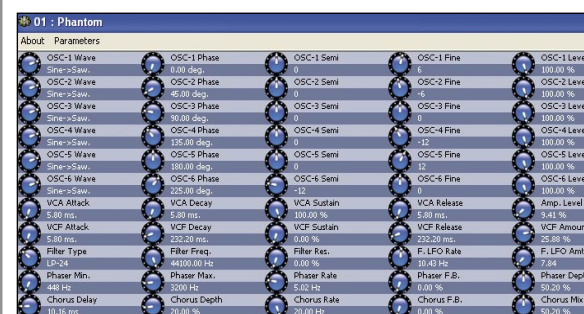 01 : Phantom
About Parameters
OSC-1 Wave OSC-1 Phase OSC-1 Semi OSC-1 Fine OSC-1 Leve
Sine->Saw. 0.00 deg. 0 6 100.00 %
OSC-2 Wave OSC-2 Phase OSC-2 Semi OSC-2 Fine OSC-2 Leve
Sine->Saw. 45.00 deg. 0 -6 100.00 %
OSC-3 Wave OSC-3 Phase OSC-3 Semi OSC-3 Fine OSC-3 Leve
Sine->Saw. 90.00 deg. 0 0 100.00 %
OSC-4 Wave OSC-4 Phase OSC-4 Semi OSC-4 Fine OSC-4 Leve
Sine->Saw. 135.00 deg. 0 -12 100.00 %
OSC-5 Wave OSC-5 Phase OSC-5 Semi OSC-5 Fine OSC-5 Leve
Sine->Saw. 180.00 deg. 0 12 100.00 %
OSC-6 Wave OSC-6 Phase OSC-6 Semi OSC-6 Fine OSC-6 Leve
Sine->Saw. 225.00 deg. -12 0 100.00 %
VCA Attack VCA Decay VCA Sustain VCA Release Amp. Level
5.80 ms. 5.80 ms. 100.00 % 5.80 ms. 9.41 %
VCF Attack VCF Decay VCF Sustain VCF Release VCF Amour
5.80 ms. 232.20 ms. 0.00 % 232.20 ms. 25.88 %
Filter Type Filter Freq. Filter Res. F. LFO Rate F. LFO Amt
LP-24 44100.00 Hz 0.00 % 10.43 Hz 7.84
Phaser Min. Phaser Max. Phaser Rate Phaser F.B. Phaser Dept
448 Hz 3200 Hz 5.02 Hz 0.00 % 50.20 %
Chorus Delay Chorus Depth Chorus Rate Chorus F.B. Chorus Mix
10.16 ms. 20.00 % 20.00 Hz 0.00 % 50.20 %